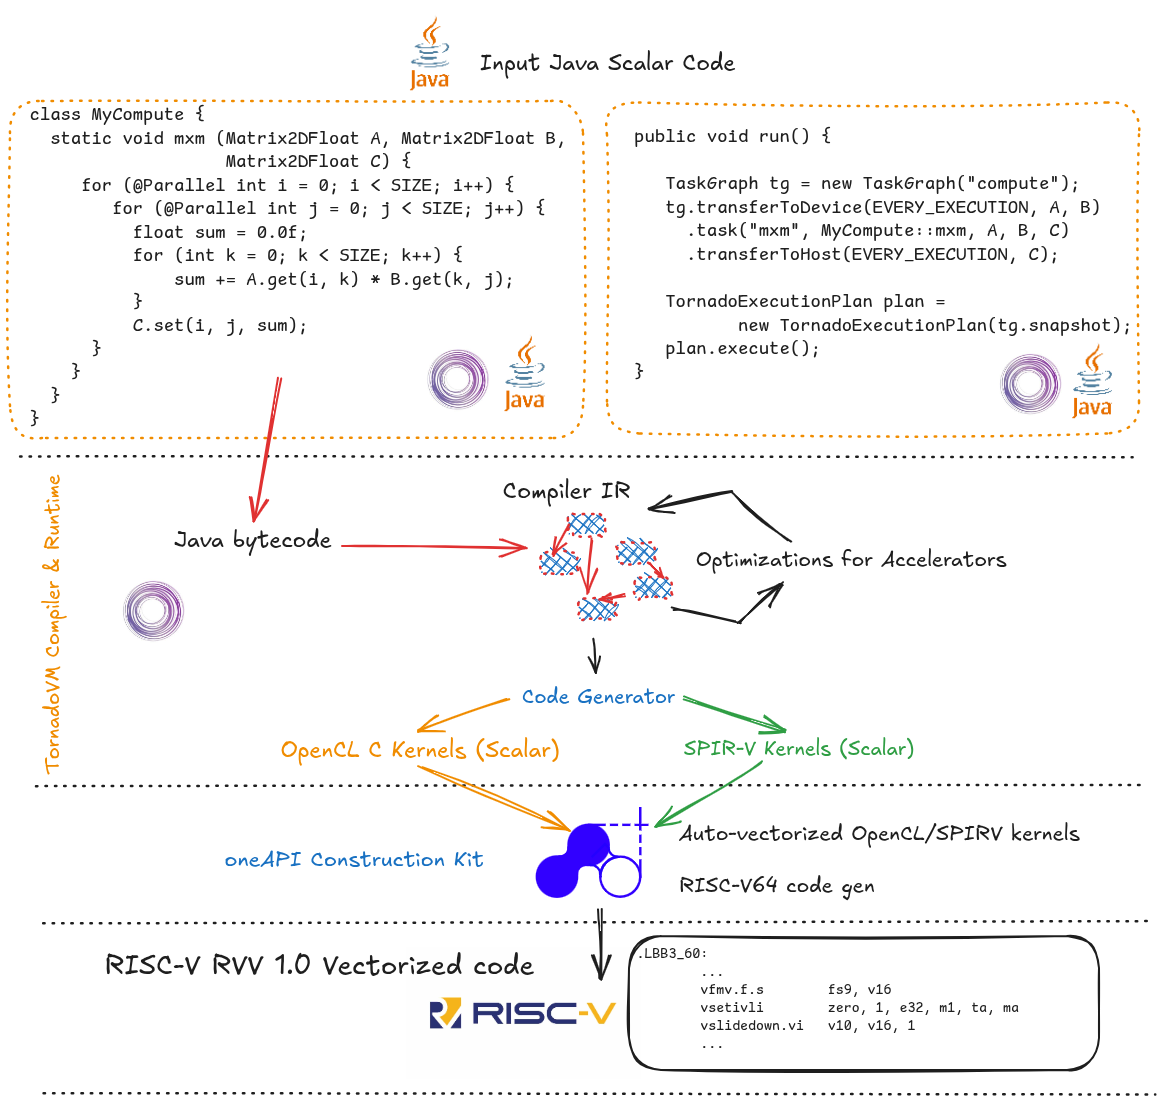 Java
Input Java Scalar Code
class MyCompute {
static void mxm (Matrix2DFloat A, Matrix2DFloat B,
Matrix2DFloat C) {
for (@Parallel int i = 0; i < SIZE; i++) {
for (@Parallel int j = 0; j < SIZE; j++) {
float sum = 0.0f;
for (int k = 0; k < SIZE; k++) {
sum += A.get(i, k) * B.get(k, j);
}
C.set(i, j, sum);
}
}
}
}
Java
public void run() {
TaskGraph tg = new TaskGraph("compute");
tg.transferToDevice(EVERY_EXECUTION, A, B)
.task("mxm", MyCompute::mxm, A, B, C)
.transferToHost(EVERY_EXECUTION, C);
TornadoExecutionPlan plan =
new TornadoExecutionPlan(tg.snapshot);
plan.execute();
}
Java
TornadoVM Compiler & Runtime
Compiler IR
Java bytecode
Optimizations for Accelerators
Code Generator
OpenCL C Kernels (Scalar)
SPIR-V Kernels (Scalar)
oneAPI Construction Kit
Auto-vectorized OpenCL/SPIRV kernels
RISC-V64 code gen
RISC-V RVV 1.0 Vectorized code
RISC-V
.LBB3_60:
...
vfmv.f.s fs9, v16
vsetivli zero, 1, e32, m1, ta, ma
vslidedown.vi v10, v16, 1
...